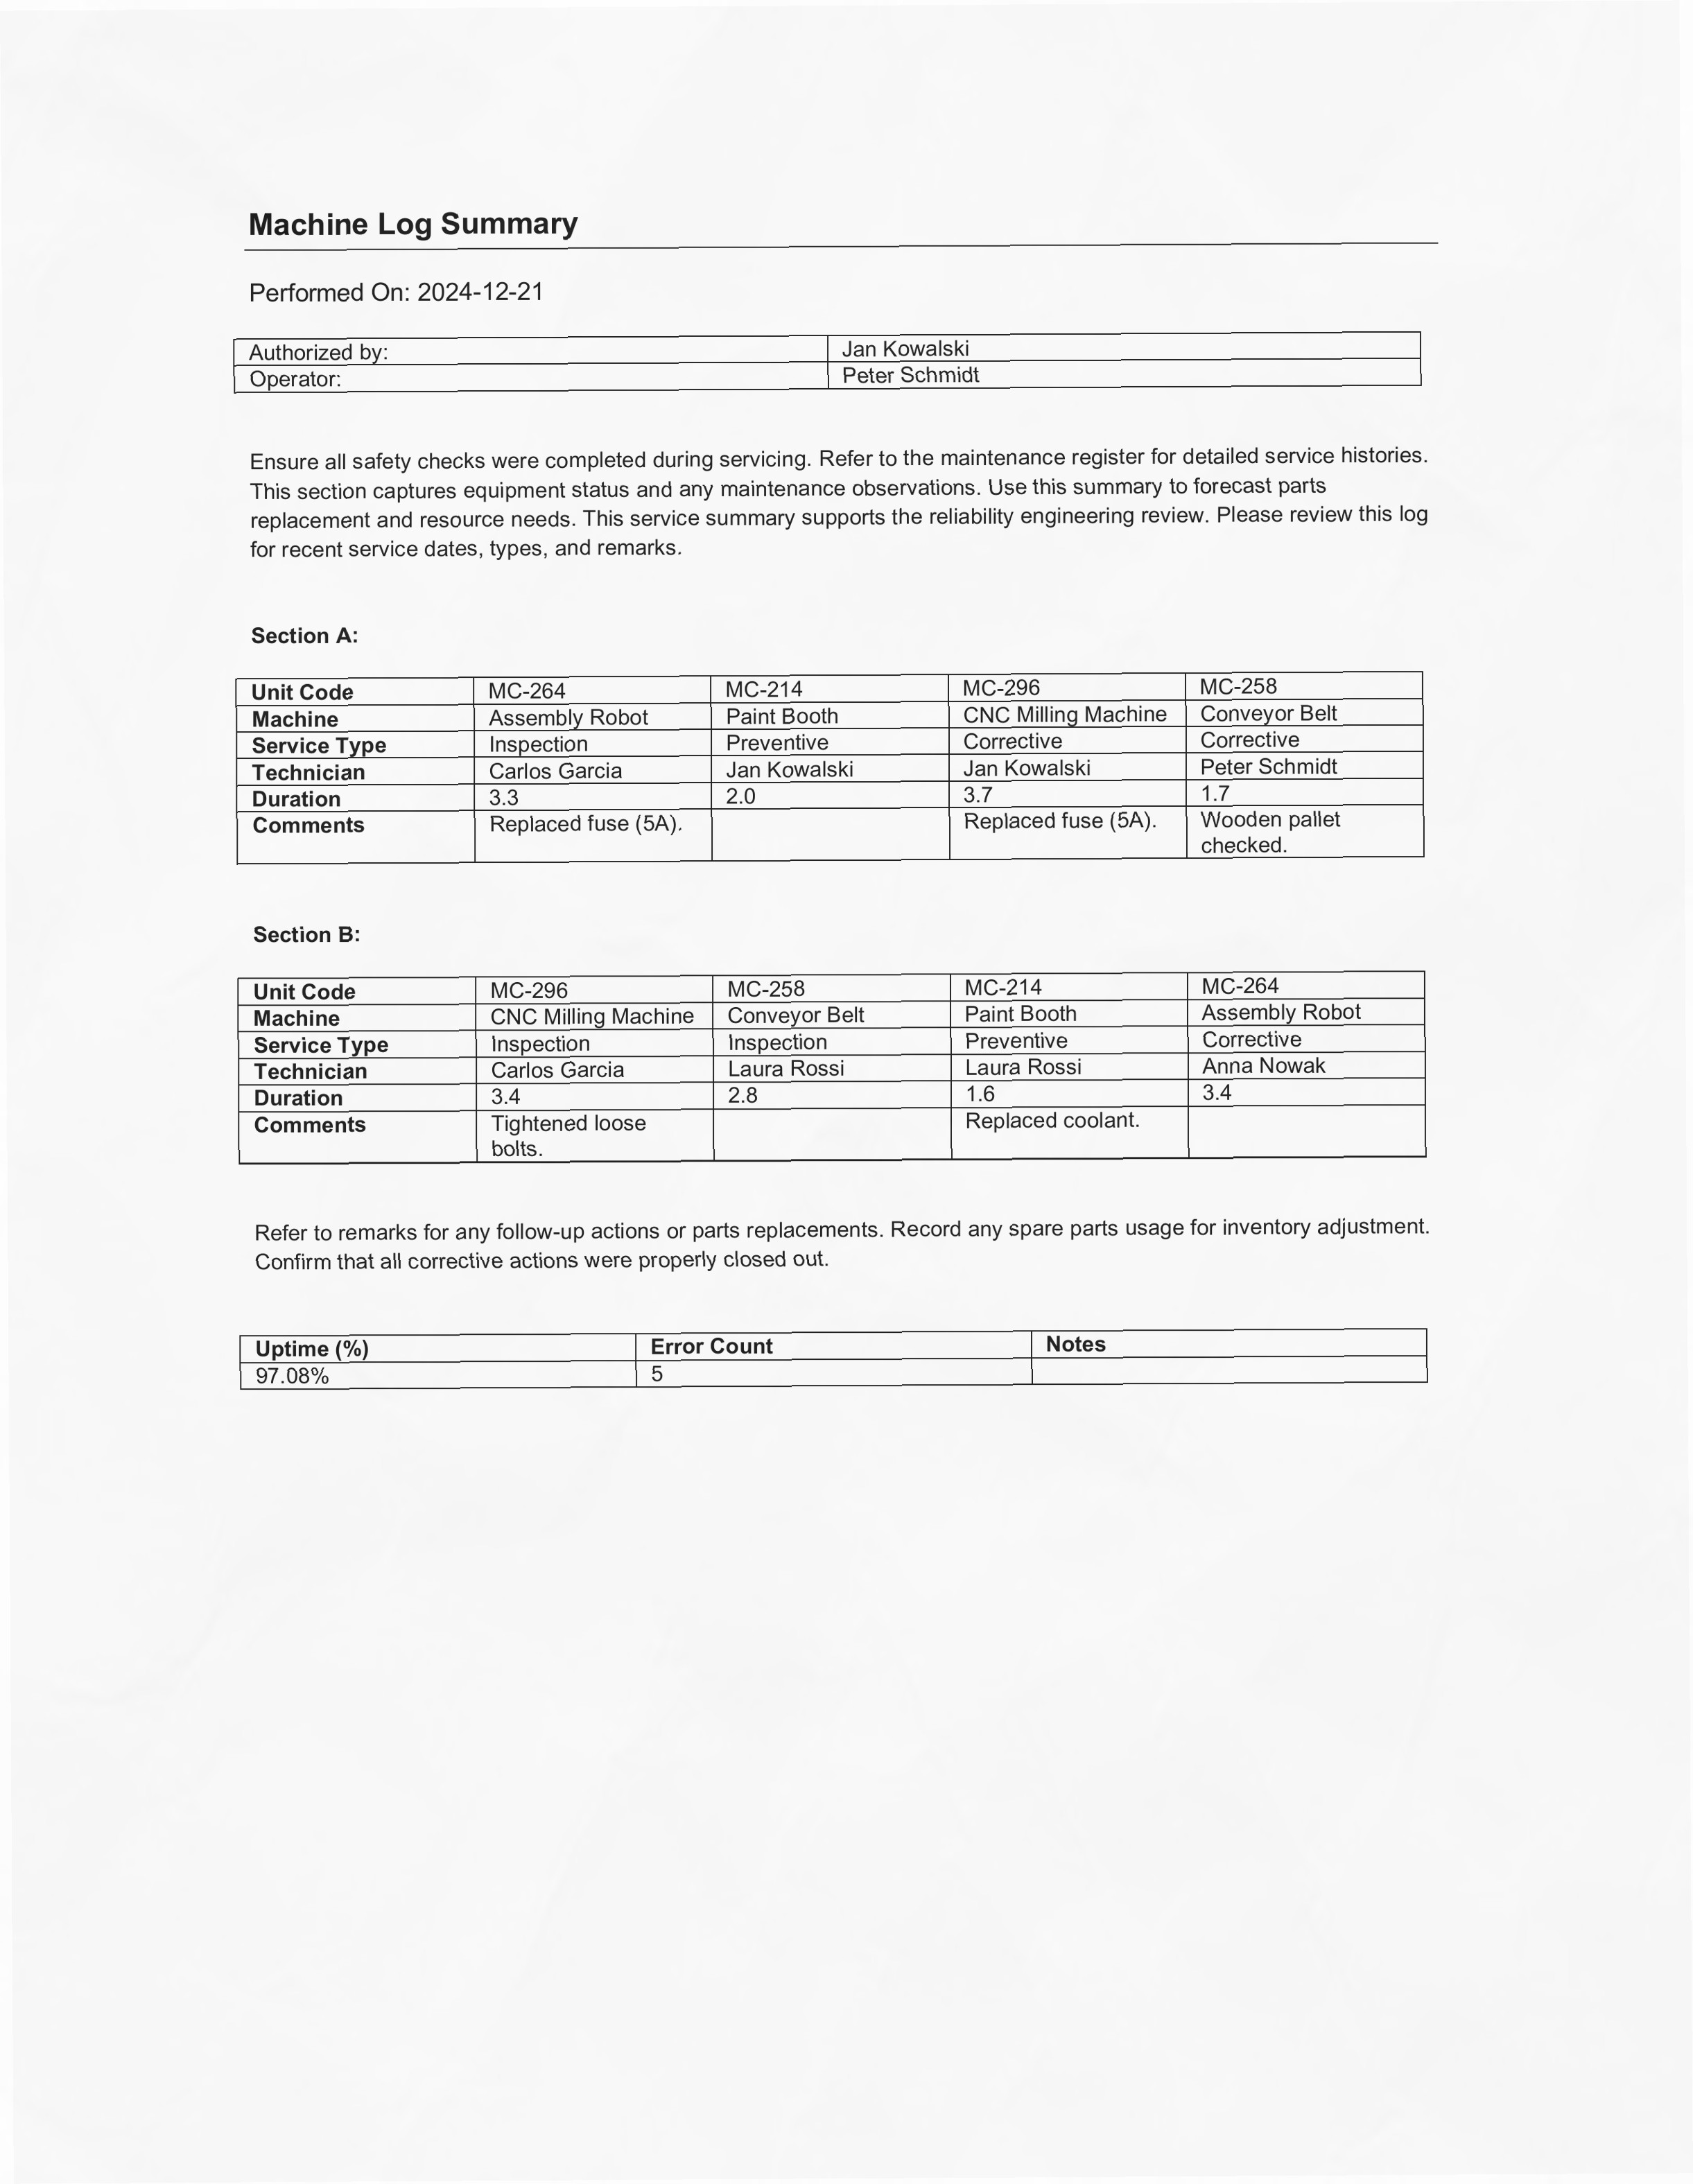 Machine Log Summary
Performed On: 2024-12-21
Authorized by: Jan Kowalski
Operator: Peter Schmidt
Ensure all safety checks were completed during servicing. Refer to the maintenance register for detailed service histories.
This section captures equipment status and any maintenance observations. Use this summary to forecast parts
replacement and resource needs. This service summary supports the reliability engineering review. Please review this log
for recent service dates, types, and remarks.
Section A:
Unit Code MC-264 MC-214 MC-296 MC-258
Machine Assembly Robot Paint Booth CNC Milling Machine Conveyor Belt
Service Type Inspection Preventive Corrective Corrective
Technician Carlos Garcia Jan Kowalski Jan Kowalski Peter Schmidt
Duration 3.3 2.0 3.7 1.7
Comments Replaced fuse (5A). Replaced fuse (5A). Wooden pallet
checked.
Section B:
Unit Code MC-296 MC-258 MC-214 MC-264
Machine CNC Milling Machine Conveyor Belt Paint Booth Assembly Robot
Service Type Inspection Inspection Preventive Corrective
Technician Carlos Garcia Laura Rossi Laura Rossi Anna Nowak
Duration 3.4 2.8 1.6 3.4
Comments Tightened loose Replaced coolant.
bolts.
Refer to remarks for any follow-up actions or parts replacements. Record any spare parts usage for inventory adjustment.
Confirm that all corrective actions were properly closed out.
Uptime (%) Error Count Notes
97.08% 5